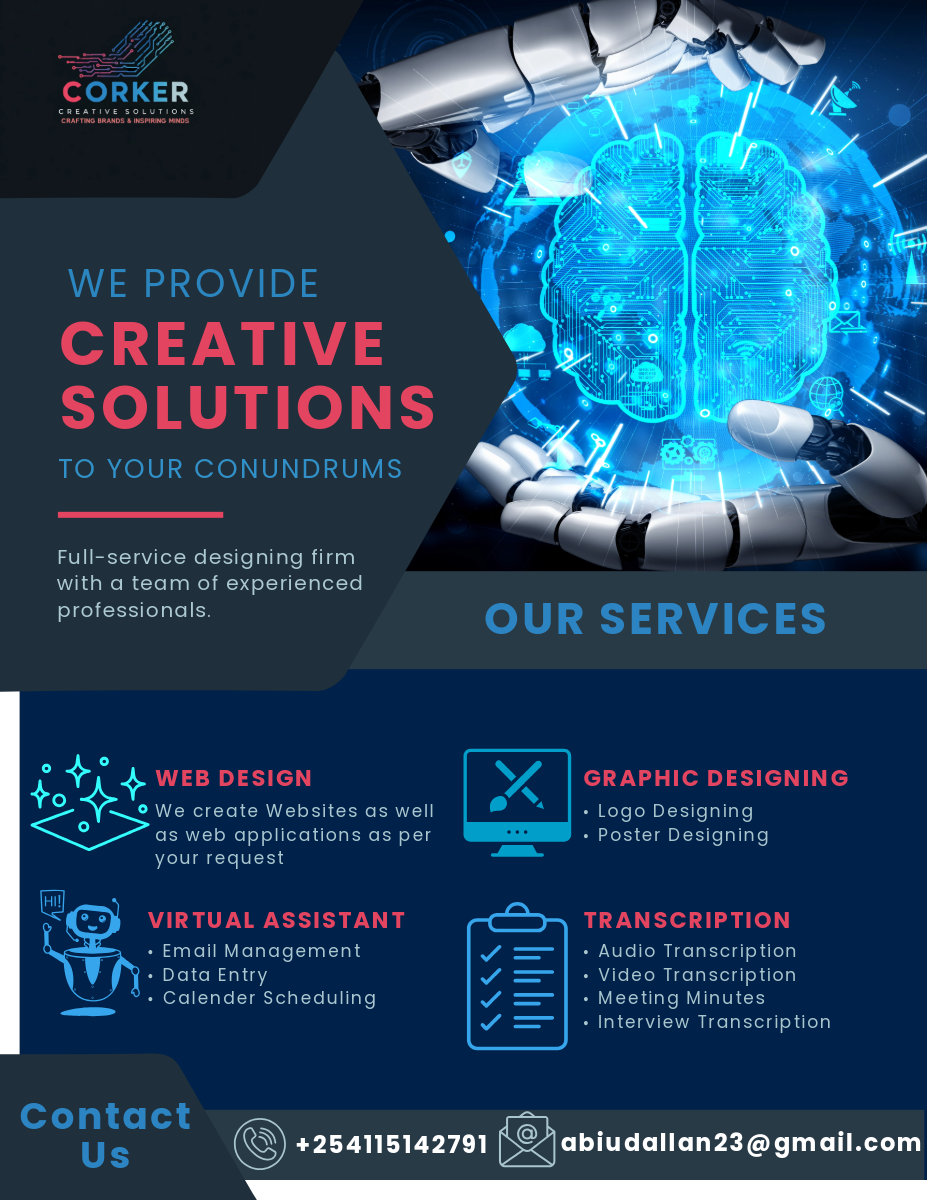 CORKER
CREATIVE SOLUTIONS
CRAFTING BRANDS & INSPIRING MINDS
WE PROVIDE
CREATIVE
SOLUTIONS
TO YOUR CONUNDRUMS
Full-service designing firm
with a team of experienced
professionals.
OUR SERVICES
WEB DESIGN
We create Websites as well
as web applications as per
your request
GRAPHIC DESIGNING
• Logo Designing
• Poster Designing
HI!
VIRTUAL ASSISTANT
• Email Management
• Data Entry
• Calender Scheduling
TRANSCRIPTION
• Audio Transcription
• Video Transcription
• Meeting Minutes
• Interview Transcription
Contact
Us
+254115142791
@
abiudallan23@gmail.com